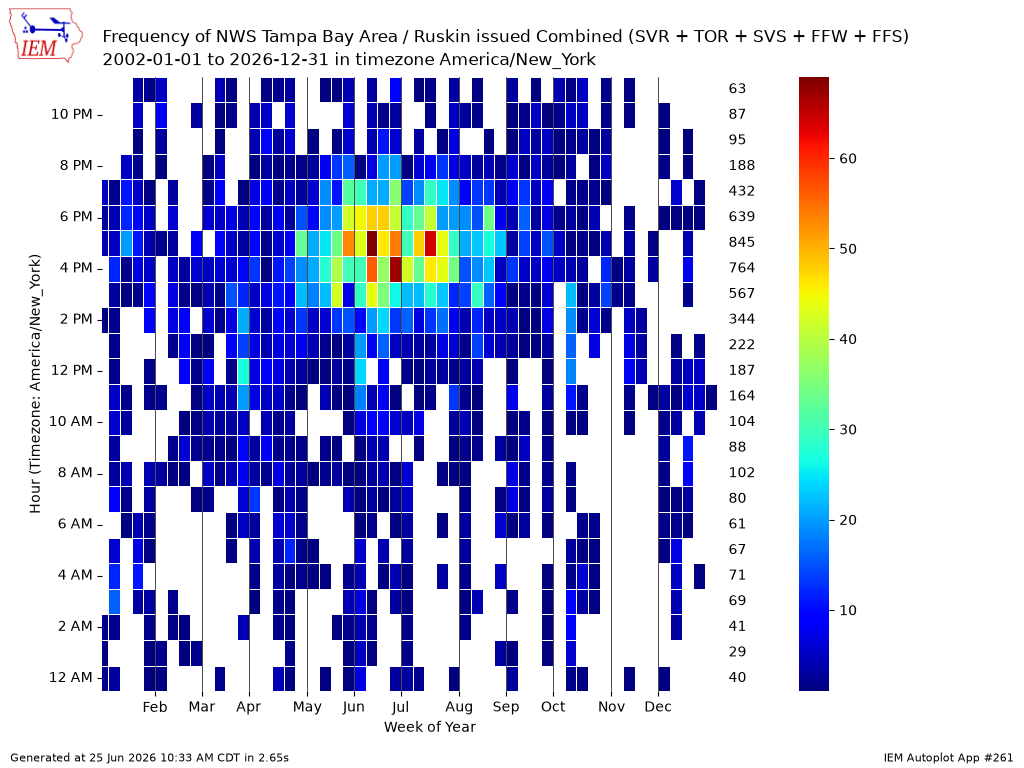 IEM
Frequency of NWS Tampa Bay Area / Ruskin issued Combined (SVR + TOR + SVS + FFW + FFS)
2002-01-01 to 2026-12-31 in timezone America/New_York
63
10 PM 87
95
8 PM 188
432
6 PM 639
845
4 PM 764
567
2 PM 344
222
12 PM 187
164
10 AM 104
88
8 AM 102
80
6 AM 61
67
4 AM 71
69
2 AM 41
29
12 AM 40
Hour (Timezone: America/New_York)
60
50
40
30
20
10
Feb Mar Apr May Jun Jul Aug Sep Oct Nov Dec
Week of Year
Generated at 25 Jun 2026 10:33 AM CDT in 2.65s
IEM Autoplot App #261